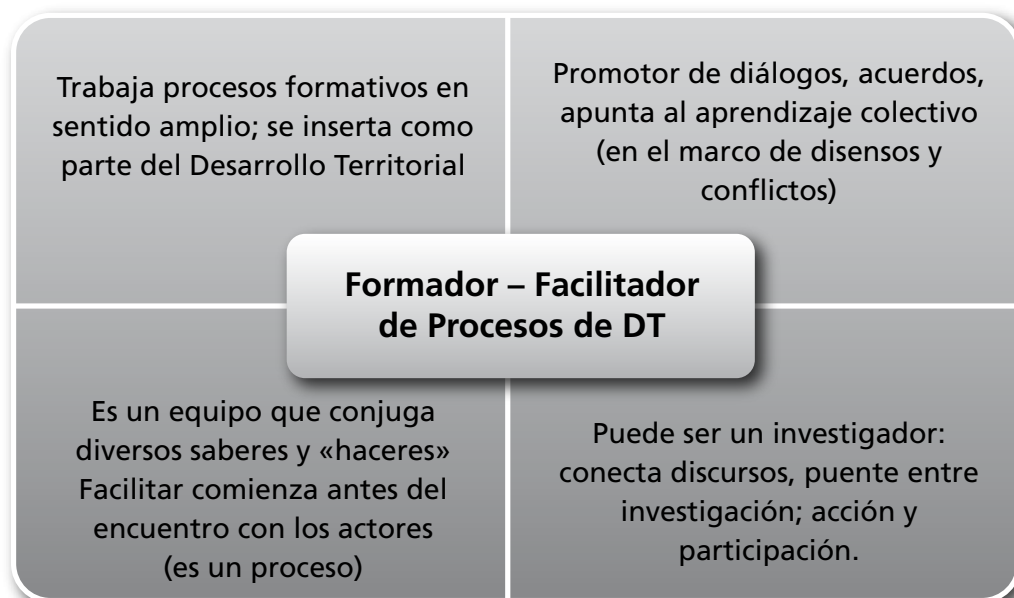 Trabaja procesos formativos en
sentido amplio; se inserta como
parte del Desarrollo Territorial
Promotor de diálogos, acuerdos,
apunta al aprendizaje colectivo
(en el marco de disensos y
conflictos)
Formador – Facilitador
de Procesos de DT
Es un equipo que conjuga
diversos saberes y «haceres»
Facilitar comienza antes del
encuentro con los actores
(es un proceso)
Puede ser un investigador:
conecta discursos, puente entre
investigación; acción y
participación.